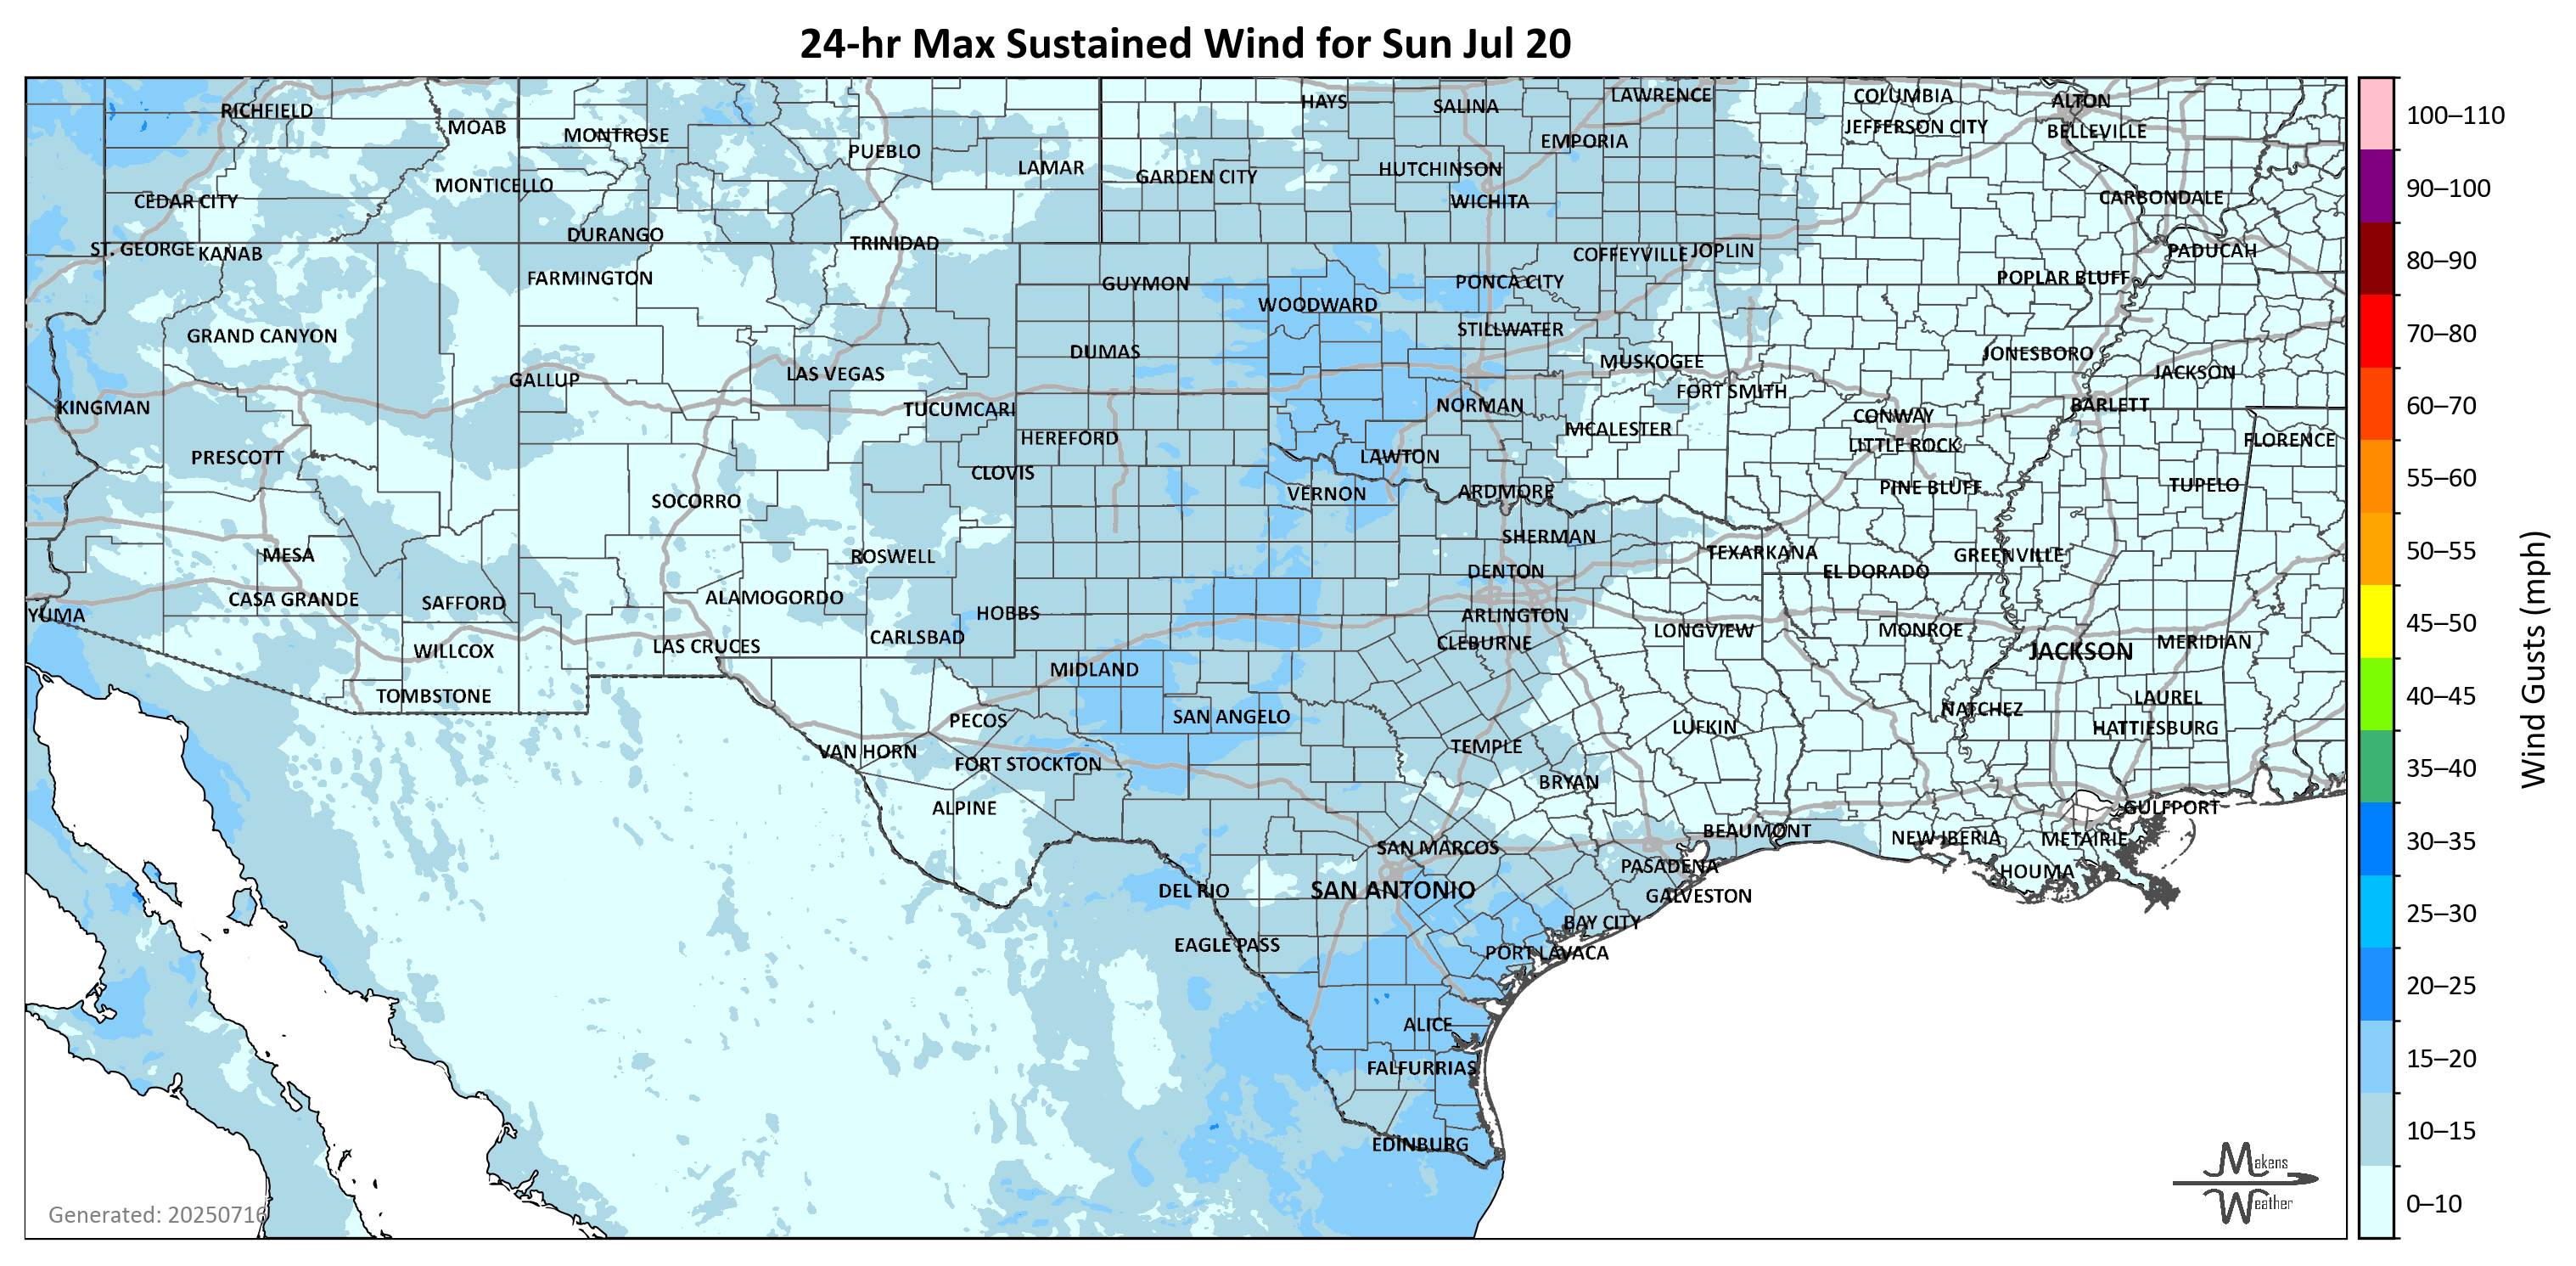 24-hr Max Sustained Wind for Sun Jul 20
HAYS
SALINA
LAWRENCE
COLUMBIA
ALTON
RICHFIELD
MOAB
MONTROSE
PUEBLO
LAMAR
EMPORIA
JEFFERSON CITY
BELLEVILLE
GARDEN CITY
HUTCHINSON
MONTICELLO
CEDAR CITY
WICHITA
CARBONDALE
DURANGO
TRINIDAD
ST. GEORGE
KANAB
COFFEYVILLE
JOPLIN
PADUCAH
FARMINGTON
GUYMON
PONCA CITY
POPLAR BLUFF
WOODWARD
GRAND CANYON
STILLWATER
DUMAS
MUSKOGEE
JONESBORO
GALLUP
LAS VEGAS
JACKSON
KINGMAN
TUCUMCARI
NORMAN
FORT SMITH
CONWAY
BARLETT
HEREFORD
MCALESTER
LITTLE ROCK
FLORENCE
PRESCOTT
CLOVIS
LAWTON
SOCORRO
VERNON
ARDMORE
PINE BLUFF
TUPELO
MESA
ROSWELL
SHERMAN
TEXARKANA
GREENVILLE
DENTON
EL DORADO
YUMA
CASA GRANDE
SAFFORD
ALAMOGORDO
HOBBS
ARLINGTON
WILLCOX
LAS CRUCES
CARLSBAD
CLEBURNE
LONGVIEW
MONROE
JACKSON
MERIDIAN
TOMBSTONE
MIDLAND
LAUREL
PECOS
SAN ANGELO
LUFKIN
NATCHEZ
HATTIESBURG
VAN HORN
FORT STOCKTON
TEMPLE
BRYAN
ALPINE
GULFPORT
SAN MARCOS
BEAUMONT
NEW IBERIA
METAIRIE
DEL RIO
SAN ANTONIO
PASADENA
GALVESTON
HOUMA
EAGLE PASS
BAY CITY
PORT LAVACA
ALICE
FALFURRIAS
EDINBURG
Generated: 20250716
Makens
Weather
100–110
90–100
80–90
70–80
60–70
55–60
50–55
45–50
40–45
35–40
30–35
25–30
20–25
15–20
10–15
0–10
Wind Gusts (mph)